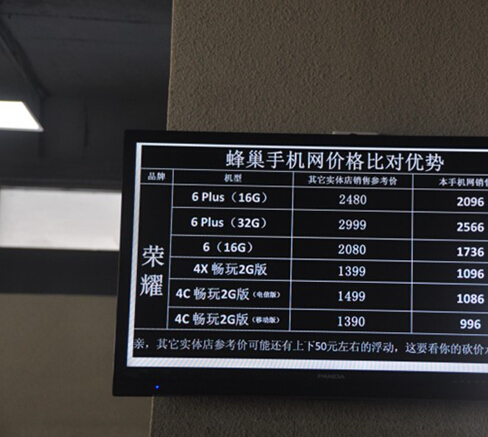 蜂巢手机网价格比对优势
品牌 机型 其它实体店销售参考价 本手机网销售
荣耀
6 Plus（16G） 2480 2096
6 Plus（32G） 2999 2566
6（16G） 2080 1736
4X 畅玩2G版 1399 1096
4C 畅玩2G版（电信版） 1499 1086
4C 畅玩2G版（移动版） 1390 996
亲，其它实体店参考价可能还有上下50元左右的浮动，这要看你的砍价
PANDA